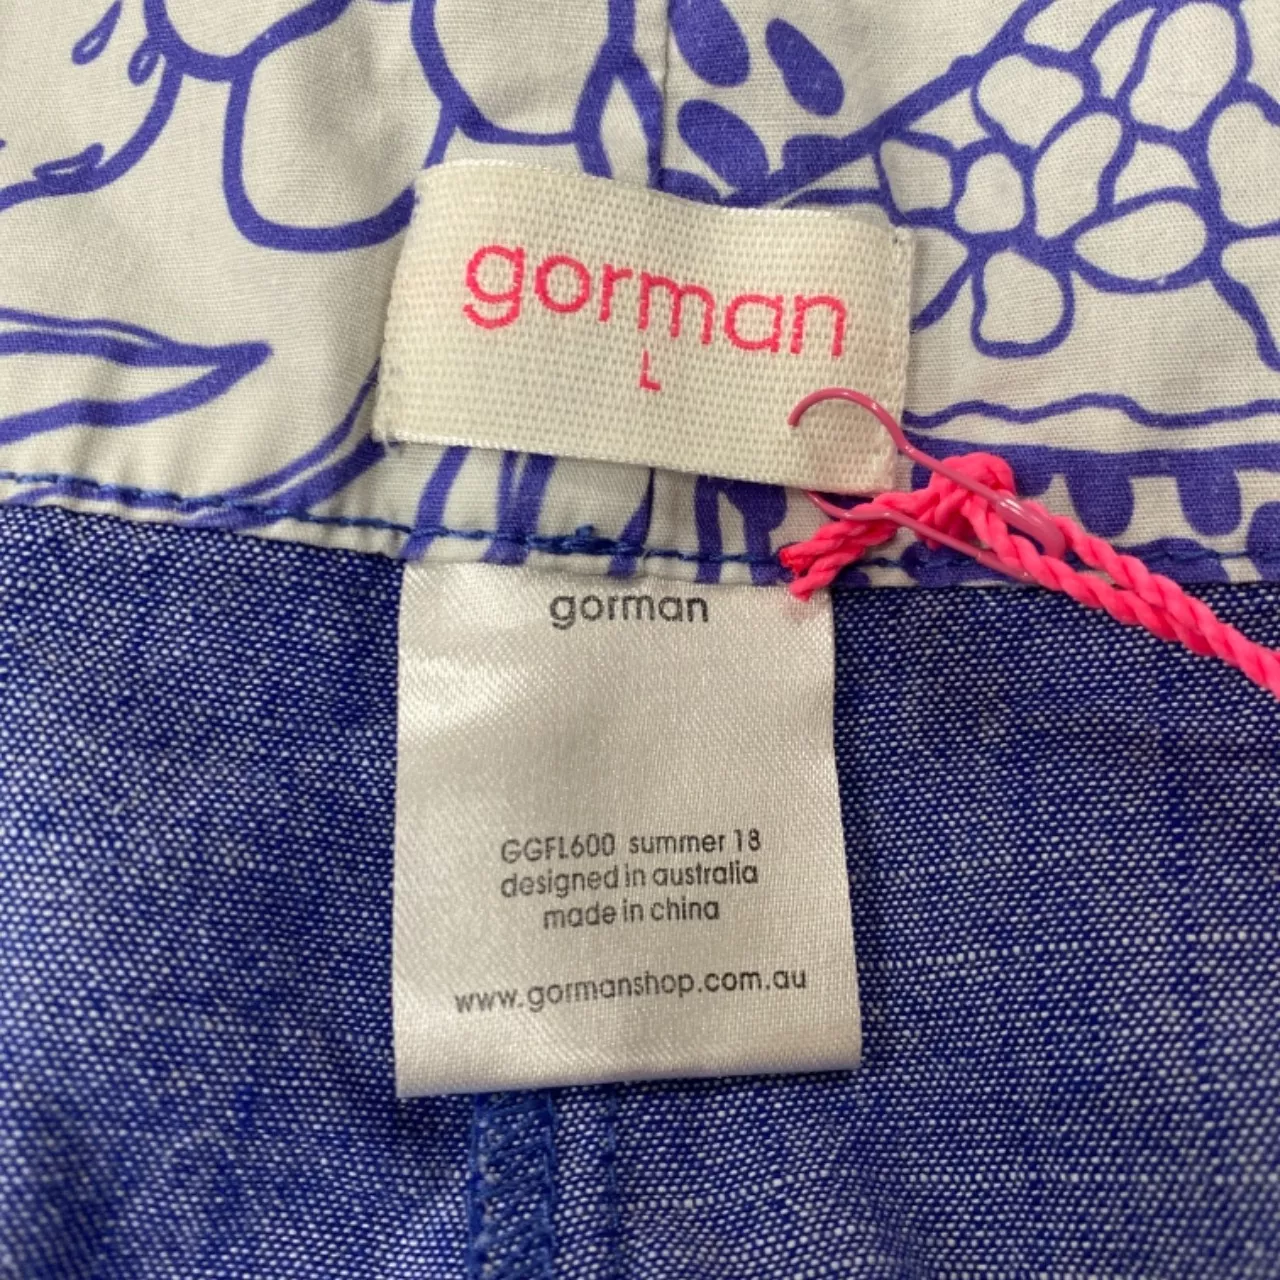 gorman
L
gorman
GGFL600 summer 18
designed in australia
made in china
www.gormanshop.com.au